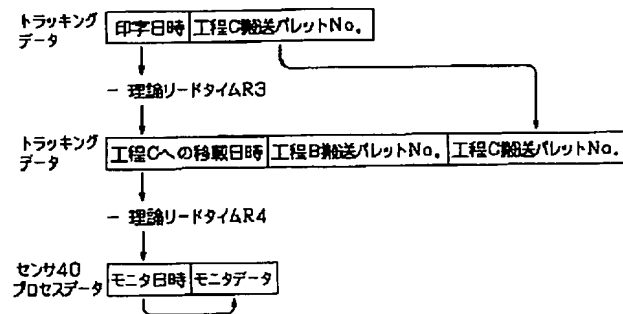 トラッキング
データ
印字日時 工程C搬送パレットNo.
− 理論リードタイムR3
トラッキング
データ
工程Cへの移載日時 工程B搬送パレットNo. 工程C搬送パレットNo.
− 理論リードタイムR4
センサ40
プロセスデータ
モニタ日時 モニタデータ